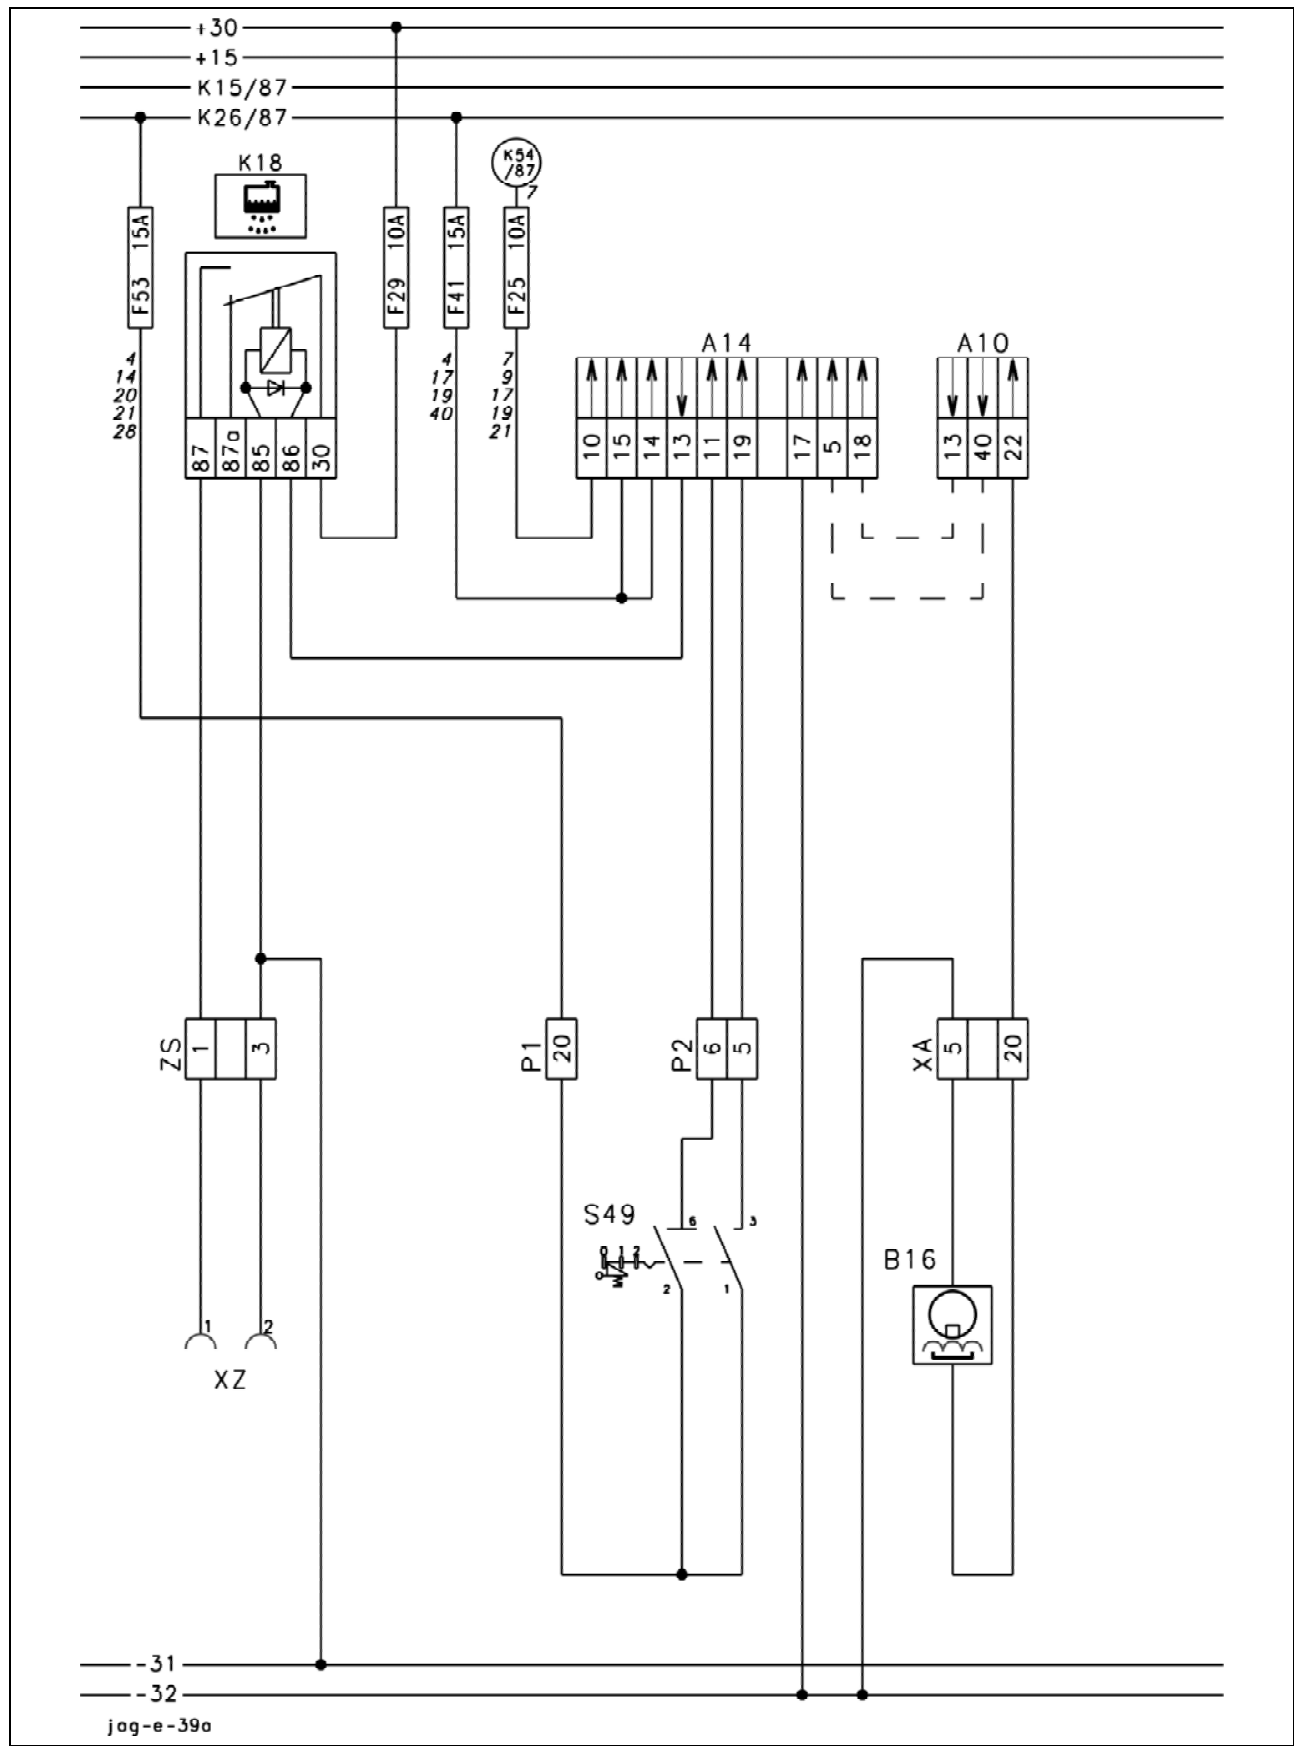 +30
+15
K15/87
K26/87
K18
K54
/87
7
F53 15A
F29 10A
F41 15A
F25 10A
4
14
20
21
28
4
17
19
40
7
9
17
19
21
A14
A10
87 87a 85 86 30
10 15 14 13 11 19 17 5 18
13 40 22
ZS 1 3
P1 20
P2 6 5
XA 5 20
S49
6 3
0 1 2
2 1
B16
1 2
XZ
-31
-32
jag-e-39a